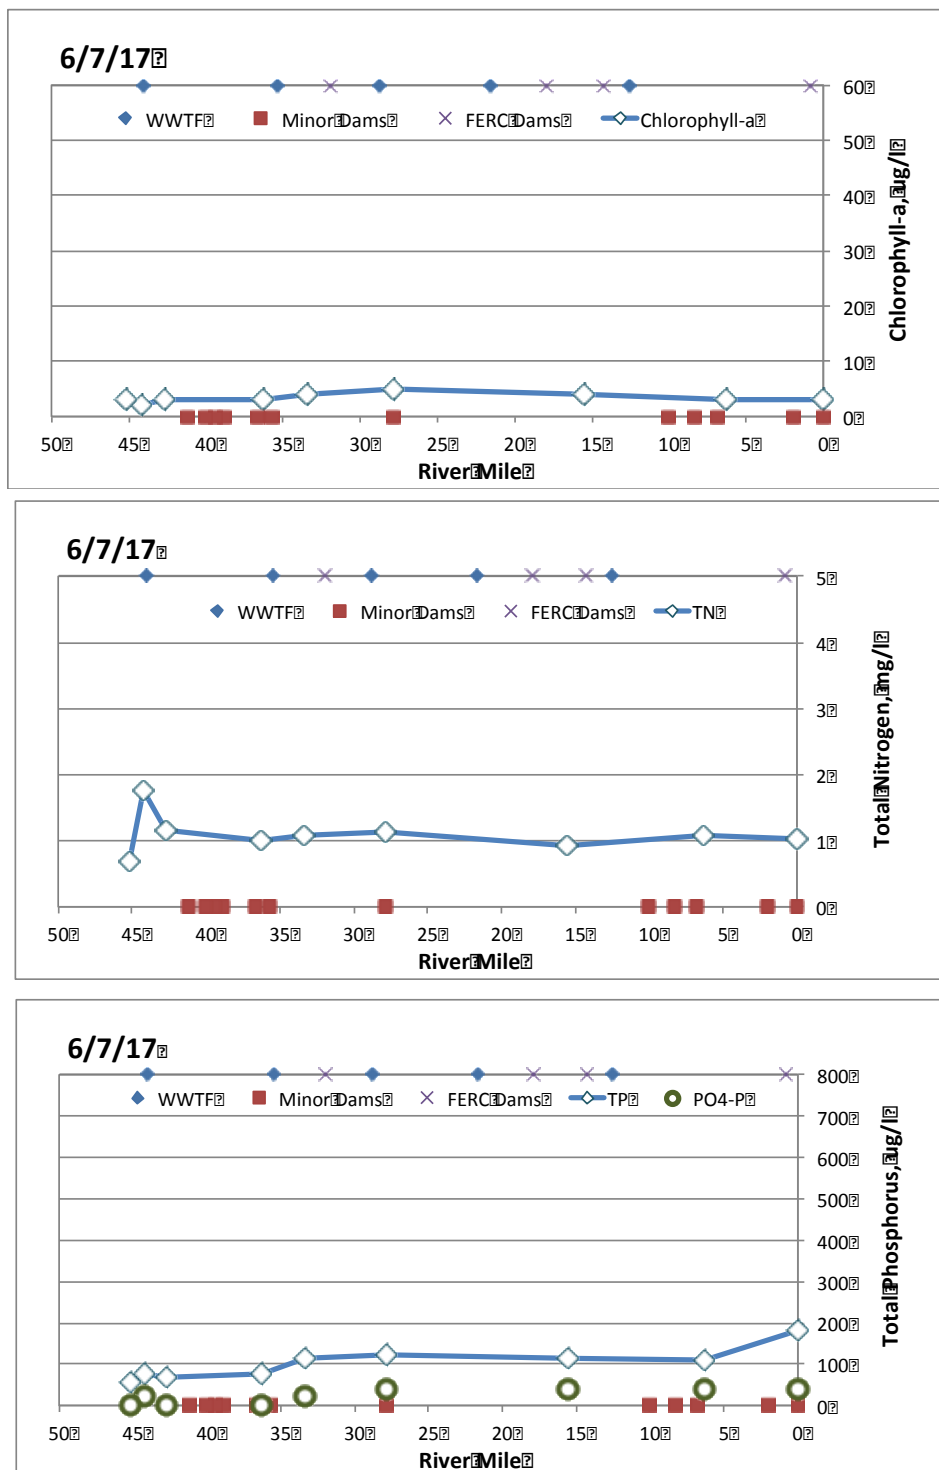 6/7/17
WWTF Minor Dams FERC Dams Chlorophyll-a
60
50
40
30
20
10
0
Chlorophyll-a, ug/l
50 45 40 35 30 25 20 15 10 5 0
River Mile
6/7/17
WWTF Minor Dams FERC Dams TN
5
4
3
2
1
0
Total Nitrogen, mg/l
50 45 40 35 30 25 20 15 10 5 0
River Mile
6/7/17
WWTF Minor Dams FERC Dams TP PO4-P
800
700
600
500
400
300
200
100
0
Total Phosphorus, ug/l
50 45 40 35 30 25 20 15 10 5 0
River Mile